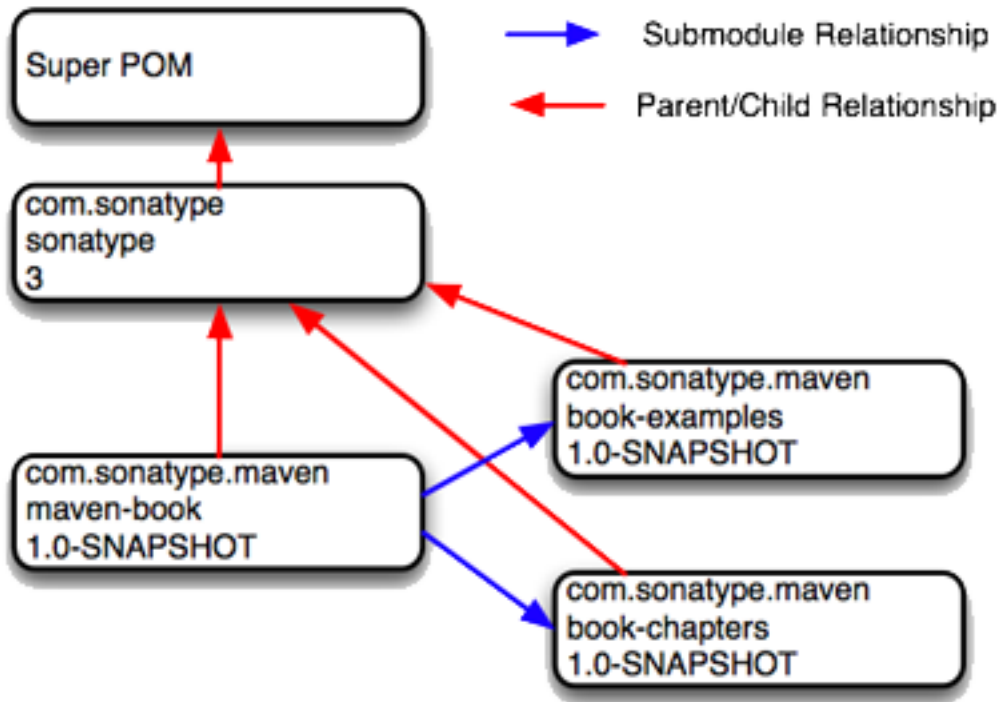 Super POM
Submodule Relationship
Parent/Child Relationship
com.sonatype
sonatype
3
com.sonatype.maven
book-examples
1.0-SNAPSHOT
com.sonatype.maven
maven-book
1.0-SNAPSHOT
com.sonatype.maven
book-chapters
1.0-SNAPSHOT